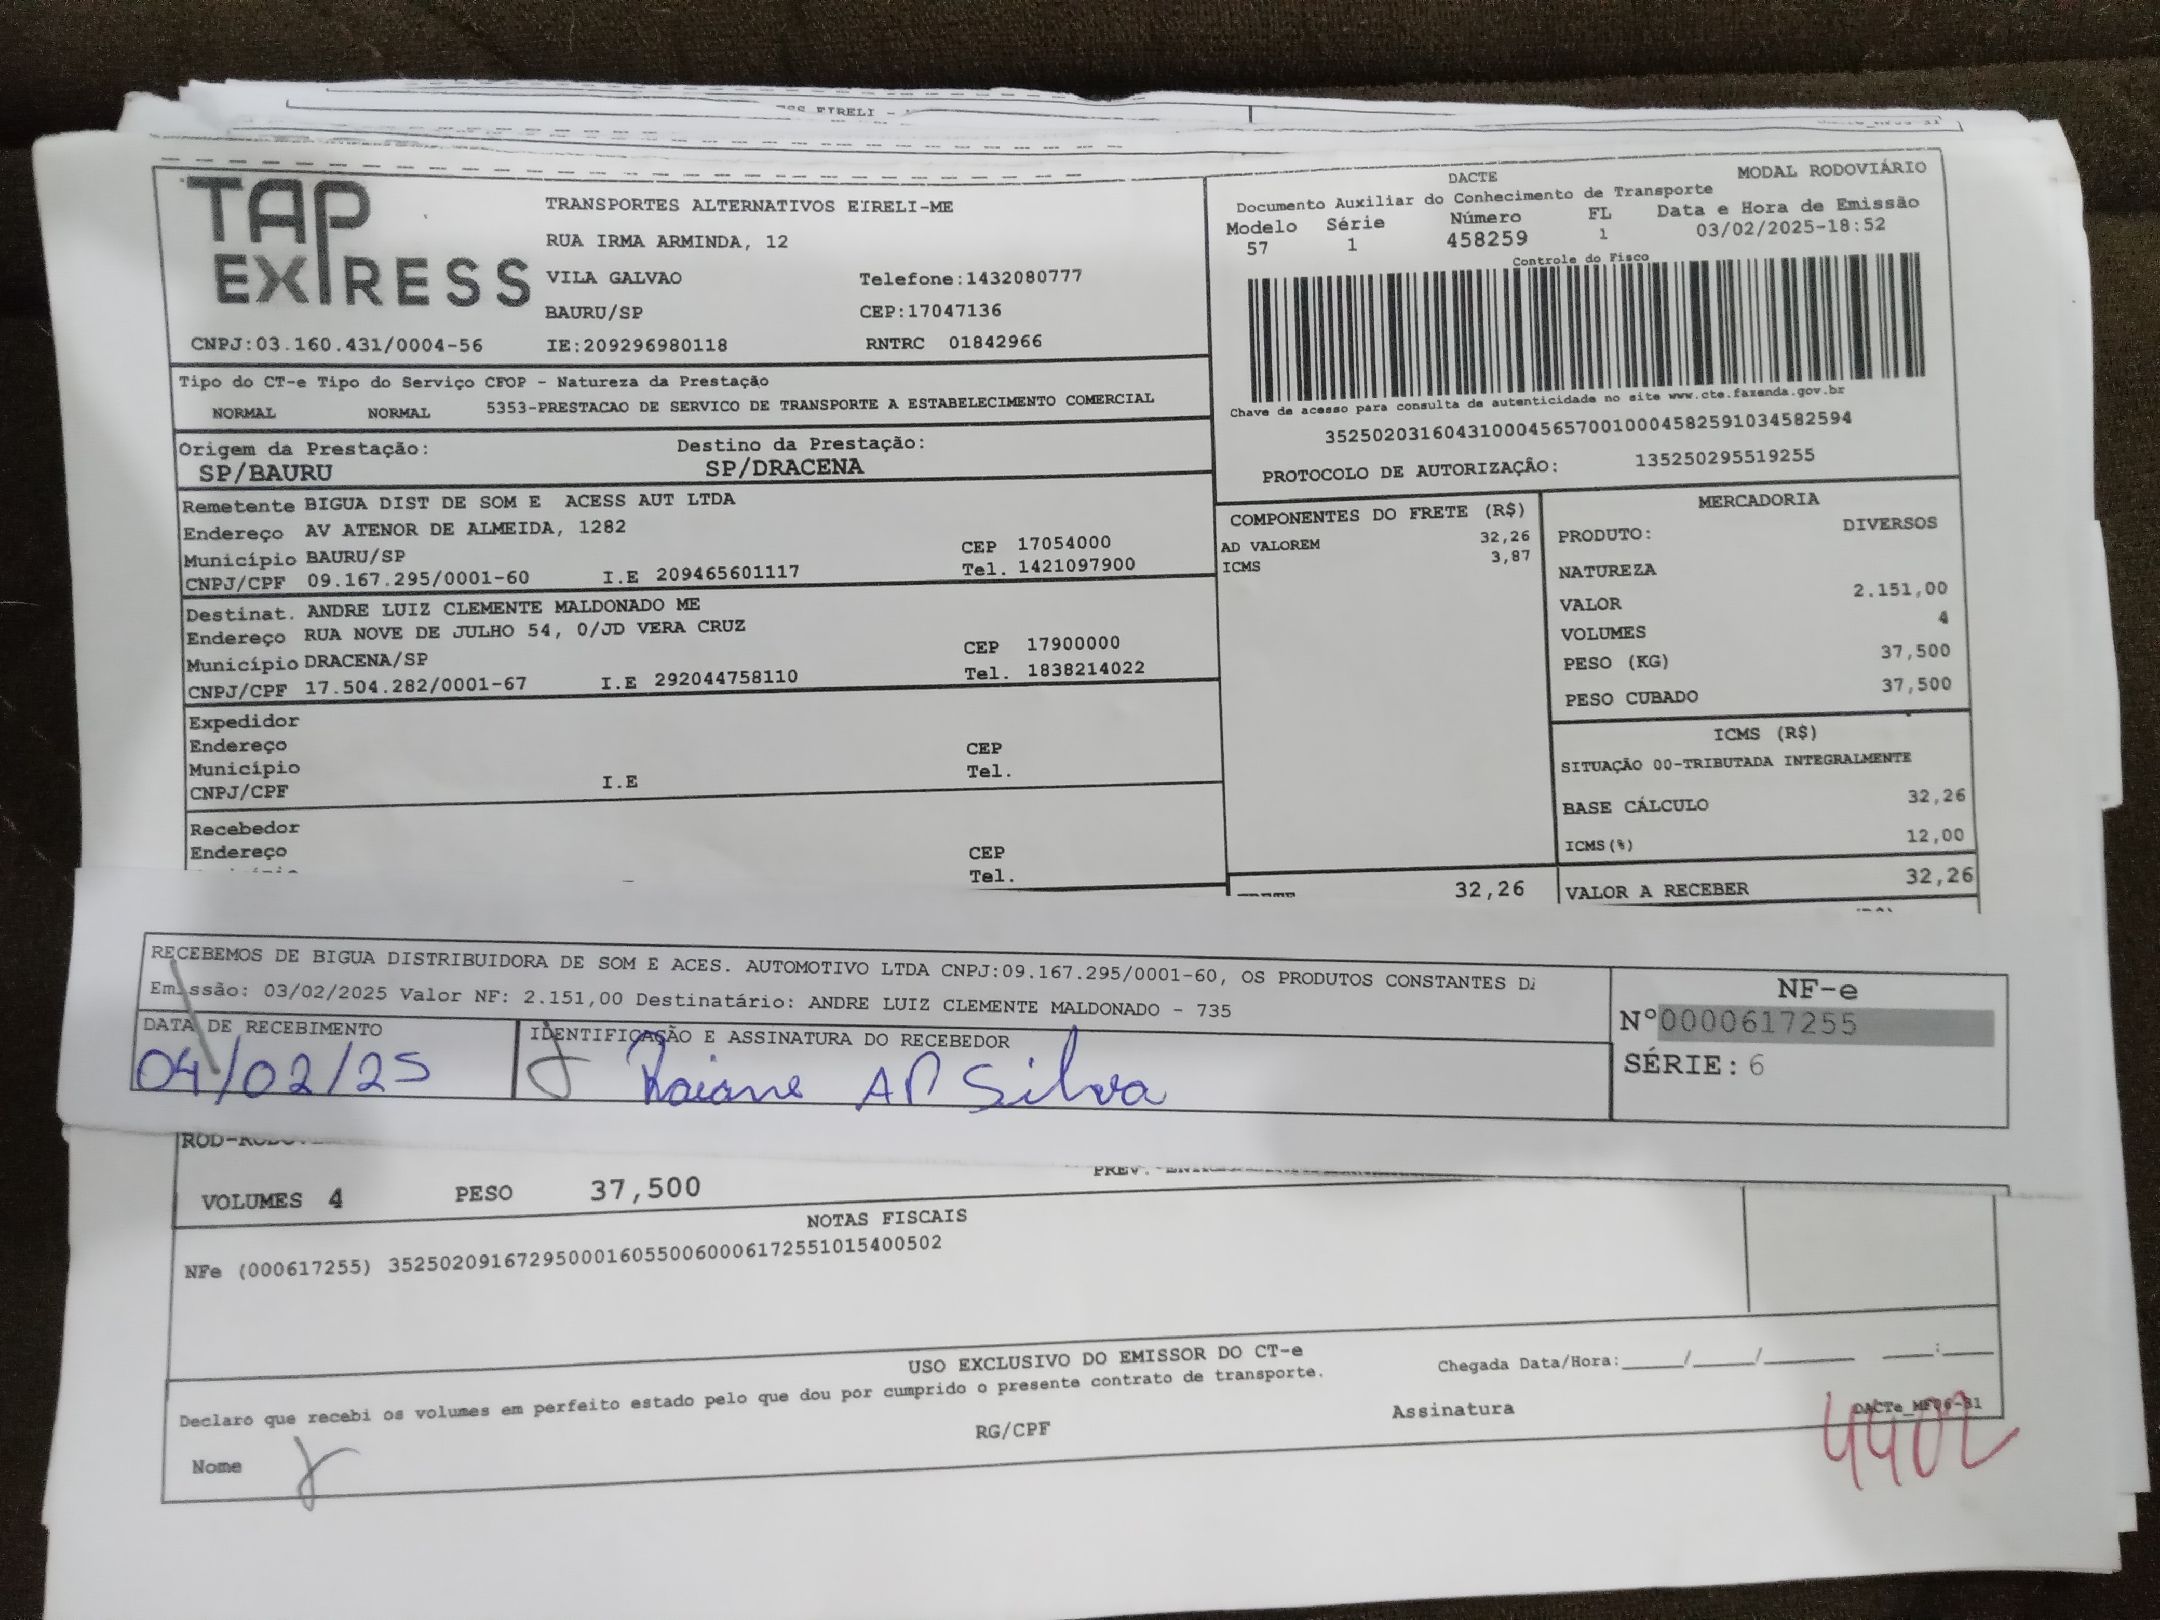 TAP EXPRESS
TRANSPORTES ALTERNATIVOS EIRELI-ME
RUA IRMA ARMINDA, 12
VILA GALVAO Telefone:1432080777
BAURU/SP CEP:17047136
CNPJ:03.160.431/0004-56 IE:209296980118 RNTRC 01842966
DACTE MODAL RODOVIÁRIO
Documento Auxiliar do Conhecimento de Transporte
Modelo Série Número FL Data e Hora de Emissão
57 1 458259 1 03/02/2025-18:52
Controle do Fisco
Chave de acesso para consulta de autenticidade no site www.cte.fazenda.gov.br
35250203160431000456570010004582591034582594
PROTOCOLO DE AUTORIZAÇÃO: 135250295519255
Tipo do CT-e Tipo do Serviço CFOP - Natureza da Prestação
NORMAL NORMAL 5353-PRESTACAO DE SERVICO DE TRANSPORTE A ESTABELECIMENTO COMERCIAL
Origem da Prestação: Destino da Prestação:
SP/BAURU SP/DRACENA
Remetente BIGUA DIST DE SOM E ACESS AUT LTDA
Endereço AV ATENOR DE ALMEIDA, 1282
Município BAURU/SP CEP 17054000
CNPJ/CPF 09.167.295/0001-60 I.E 209465601117 Tel. 1421097900
Destinat. ANDRE LUIZ CLEMENTE MALDONADO ME
Endereço RUA NOVE DE JULHO 54, 0/JD VERA CRUZ
Município DRACENA/SP CEP 17900000
CNPJ/CPF 17.504.282/0001-67 I.E 292044758110 Tel. 1838214022
Expedidor
Endereço
Município CEP
CNPJ/CPF I.E Tel.
Recebedor
Endereço CEP
Tel.
COMPONENTES DO FRETE (R$)
AD VALOREM 32,26
ICMS 3,87
32,26
MERCADORIA
PRODUTO: DIVERSOS
NATUREZA
VALOR 2.151,00
VOLUMES 4
PESO (KG) 37,500
PESO CUBADO 37,500
ICMS (R$)
SITUAÇÃO 00-TRIBUTADA INTEGRALMENTE
BASE CÁLCULO 32,26
ICMS(%) 12,00
VALOR A RECEBER 32,26
RECEBEMOS DE BIGUA DISTRIBUIDORA DE SOM E ACES. AUTOMOTIVO LTDA CNPJ:09.167.295/0001-60, OS PRODUTOS CONSTANTES
Emissão: 03/02/2025 Valor NF: 2.151,00 Destinatário: ANDRE LUIZ CLEMENTE MALDONADO - 735
DATA DE RECEBIMENTO IDENTIFICAÇÃO E ASSINATURA DO RECEBEDOR
04/02/25 Raiane AP Silva
NF-e
Nº0000617255
SÉRIE: 6
VOLUMES 4 PESO 37,500
NOTAS FISCAIS
NFe (000617255) 35250209167295000160550060006172551015400502
USO EXCLUSIVO DO EMISSOR DO CT-e
Declaro que recebi os volumes em perfeito estado pelo que dou por cumprido o presente contrato de transporte.
Chegada Data/Hora:_____/_____/_______ ____:____
Nome RG/CPF Assinatura
4402